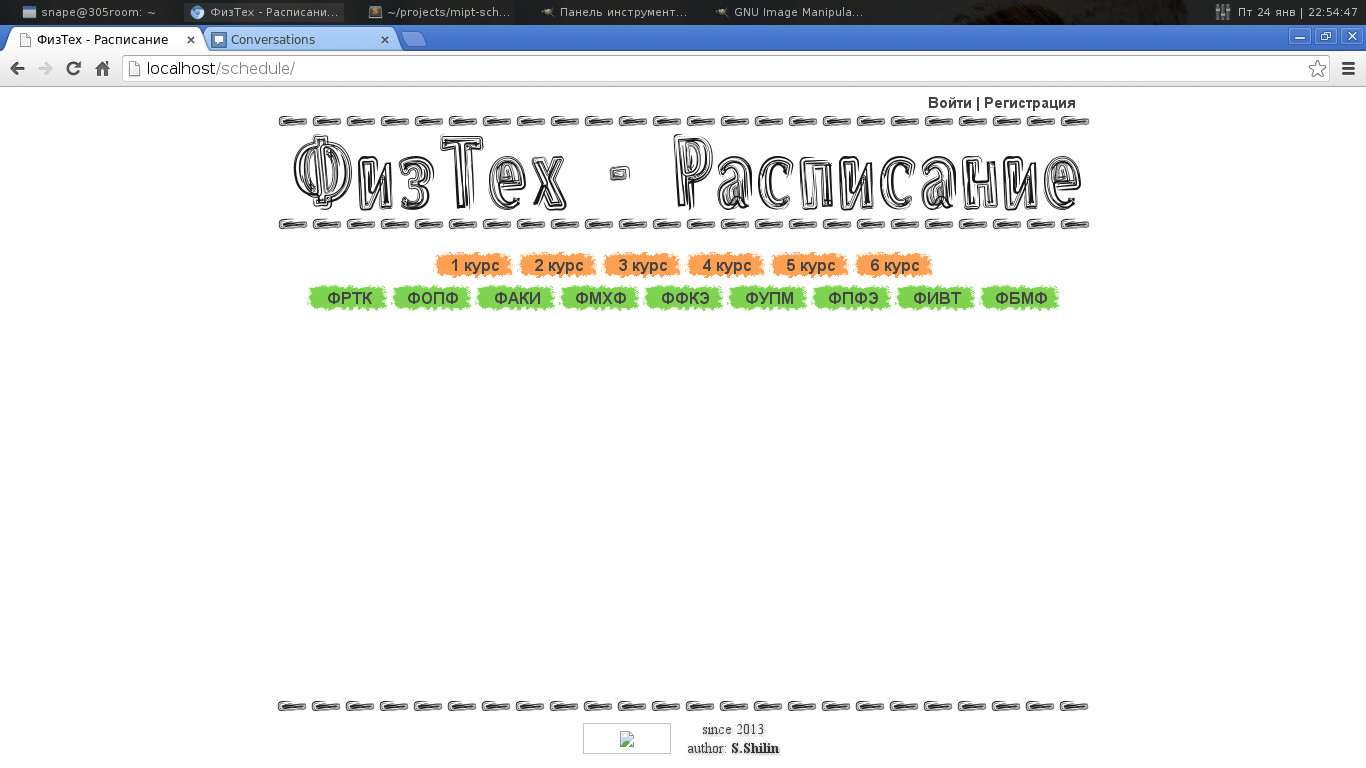 snape@305room: ~ ФизТех - Расписани... ~/projects/mipt-sch... Панель инструмент... GNU Image Manipula... Пт 24 янв | 22:54:47
ФизТех - Расписание Conversations
localhost/schedule/
Войти | Регистрация
ФизТех - Расписание
1 курс 2 курс 3 курс 4 курс 5 курс 6 курс
ФРТК ФОПФ ФАКИ ФМХФ ФФКЭ ФУПМ ФПФЭ ФИВТ ФБМФ
since 2013
author: S.Shilin